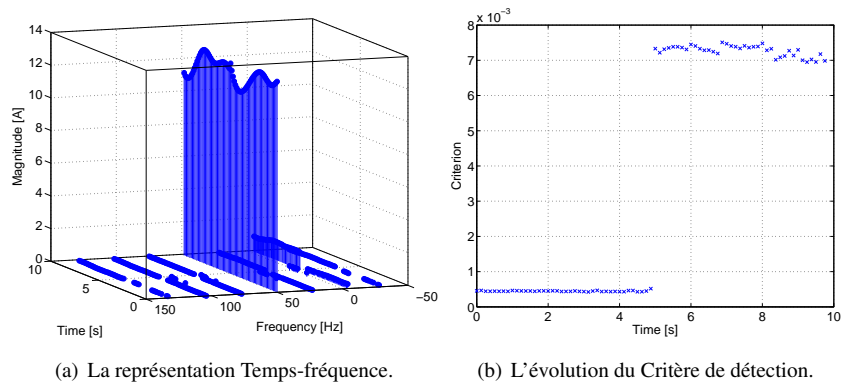 14
12
10
8
6
4
2
0
Magnitude [A]
10
5
0
Time [s]
150
100
50
0
−50
Frequency [Hz]
(a) La représentation Temps-fréquence.
x 10⁻³
8
7
6
5
4
3
2
1
0
Criterion
0 2 4 6 8 10
Time [s]
(b) L'évolution du Critère de détection.